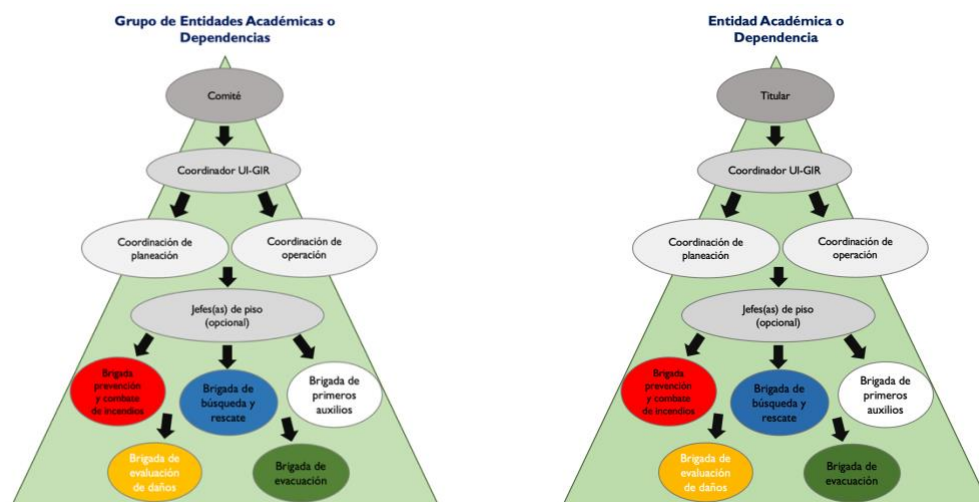 Grupo de Entidades Académicas o
Dependencias
Comité
Coordinador UI-GIR
Coordinación de
planeación
Coordinación de
operación
Jefes(as) de piso
(opcional)
Brigada
prevención
y combate
de incendios
Brigada de
búsqueda y
rescate
Brigada de
primeros
auxilios
Brigada de
evaluación
de daños
Brigada de
evacuación
Entidad Académica o
Dependencia
Titular
Coordinador UI-GIR
Coordinación de
planeación
Coordinación de
operación
Jefes(as) de piso
(opcional)
Brigada
prevención
y combate
de incendios
Brigada de
búsqueda y
rescate
Brigada de
primeros
auxilios
Brigada de
evaluación
de daños
Brigada de
evacuación